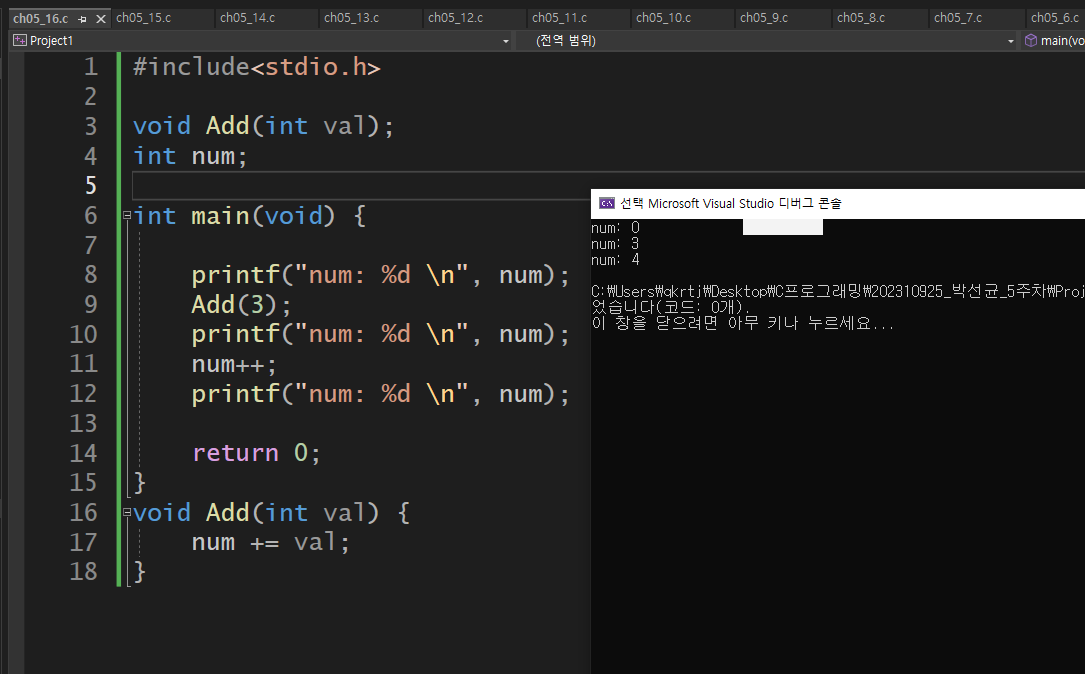 ch05_16.c ch05_15.c ch05_14.c ch05_13.c ch05_12.c ch05_11.c ch05_10.c ch05_9.c ch05_8.c ch05_7.c ch05_6.c
Project1 (전역 범위) main(vo
1 #include<stdio.h>
2
3 void Add(int val);
4 int num;
5
6 int main(void) {
7
8 printf("num: %d \n", num);
9 Add(3);
10 printf("num: %d \n", num);
11 num++;
12 printf("num: %d \n", num);
13
14 return 0;
15 }
16 void Add(int val) {
17 num += val;
18 }
선택 Microsoft Visual Studio 디버그 콘솔
num: 0
num: 3
num: 4
C:₩Users₩qkrtj₩Desktop₩C프로그래밍₩202310925_박선균_5주차₩Proj
었습니다(코드: 0개).
이 창을 닫으려면 아무 키나 누르세요...